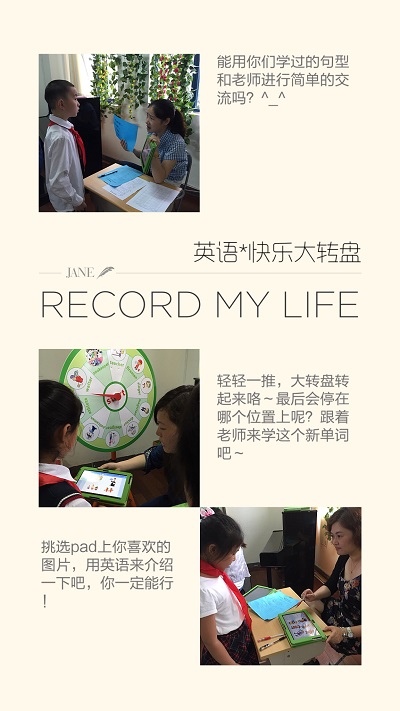 能用你们学过的句型
和老师进行简单的交
流吗？^_^
英语*快乐大转盘
JANE
RECORD MY LIFE
轻轻一推，大转盘转
起来咯～最后会停在
哪个位置上呢？跟着
老师来学这个新单词
吧～
挑选pad上你喜欢的
图片，用英语来介绍
一下吧，你一定能行
！